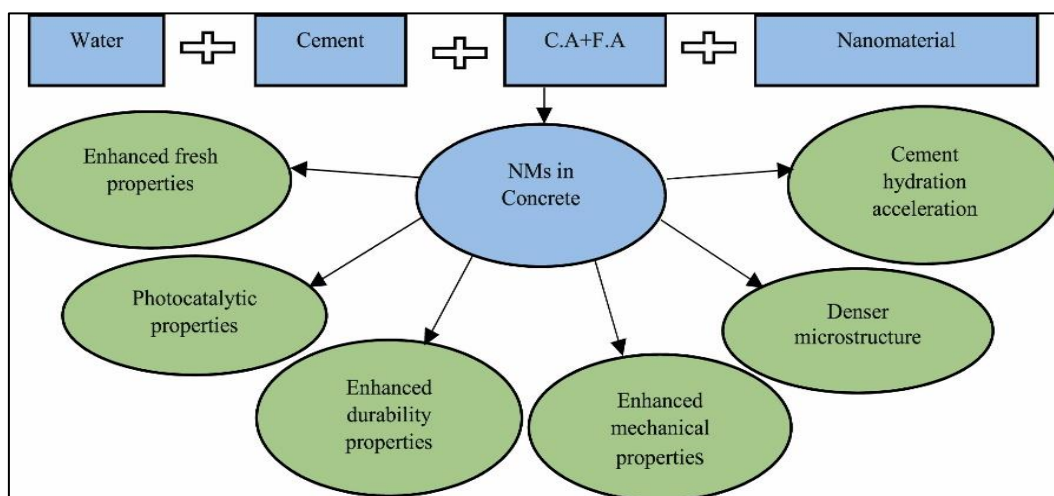 Water
Cement
C.A+F.A
Nanomaterial
Enhanced fresh
properties
NMs in
Concrete
Cement
hydration
acceleration
Photocatalytic
properties
Denser
microstructure
Enhanced
durability
properties
Enhanced
mechanical
properties